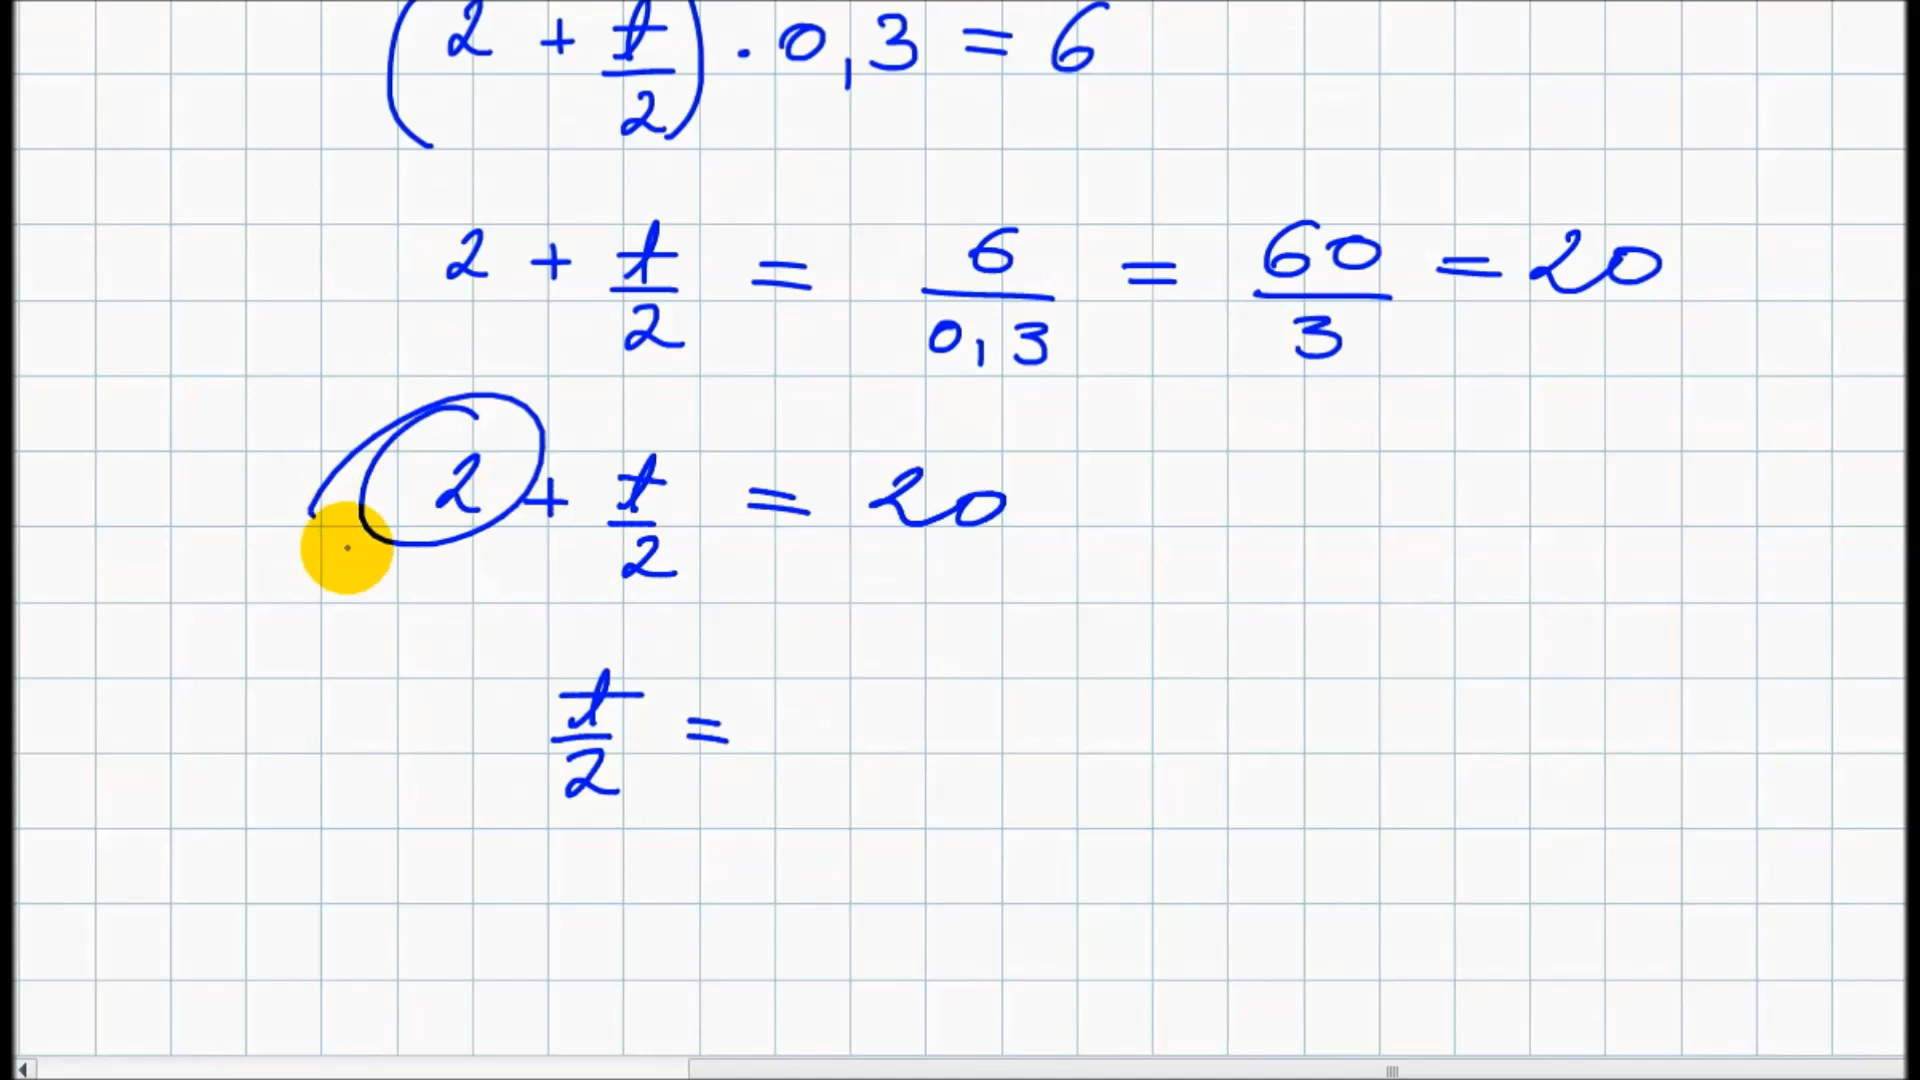 (2 + t/2) · 0,3 = 6
2 + t/2 = 6/0,3 = 60/3 = 20
2 + t/2 = 20
t/2 =